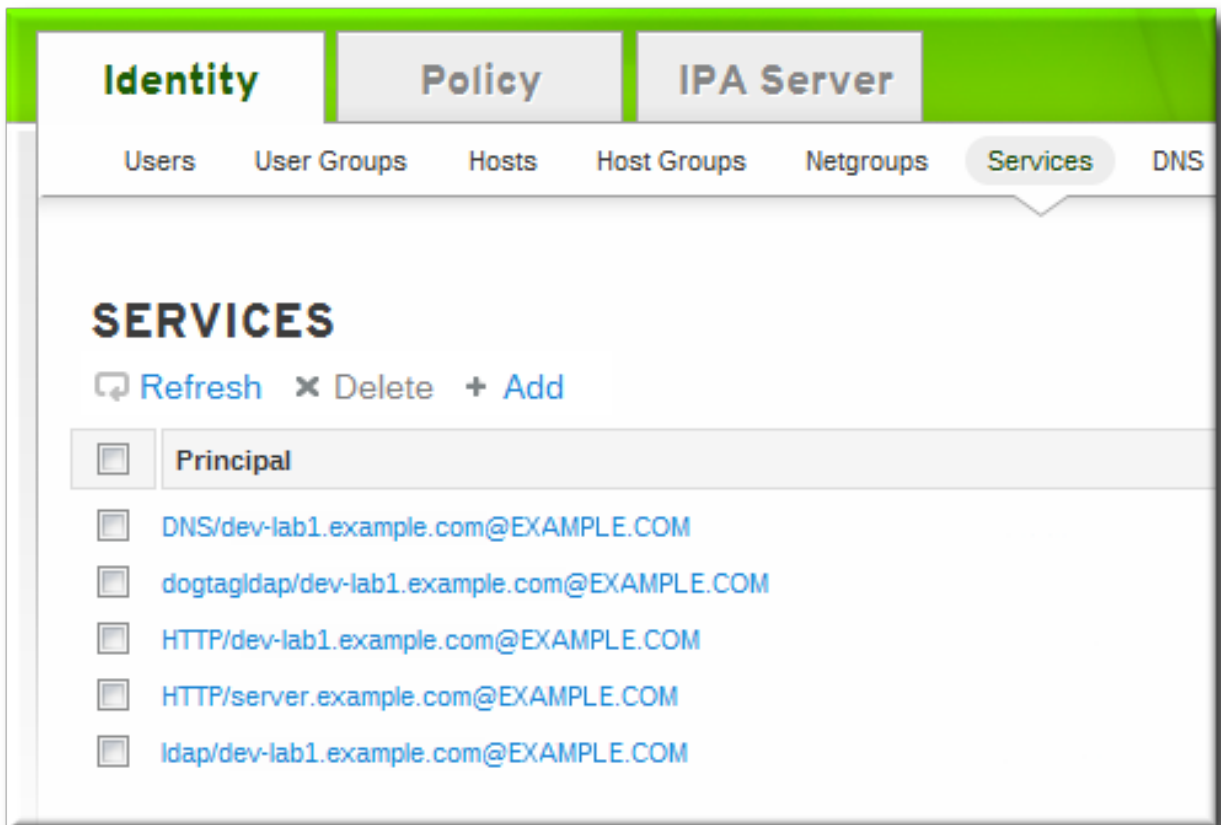 Identity Policy IPA Server
Users User Groups Hosts Host Groups Netgroups Services DNS
SERVICES
Refresh Delete Add
Principal
DNS/dev-lab1.example.com@EXAMPLE.COM
dogtagldap/dev-lab1.example.com@EXAMPLE.COM
HTTP/dev-lab1.example.com@EXAMPLE.COM
HTTP/server.example.com@EXAMPLE.COM
ldap/dev-lab1.example.com@EXAMPLE.COM